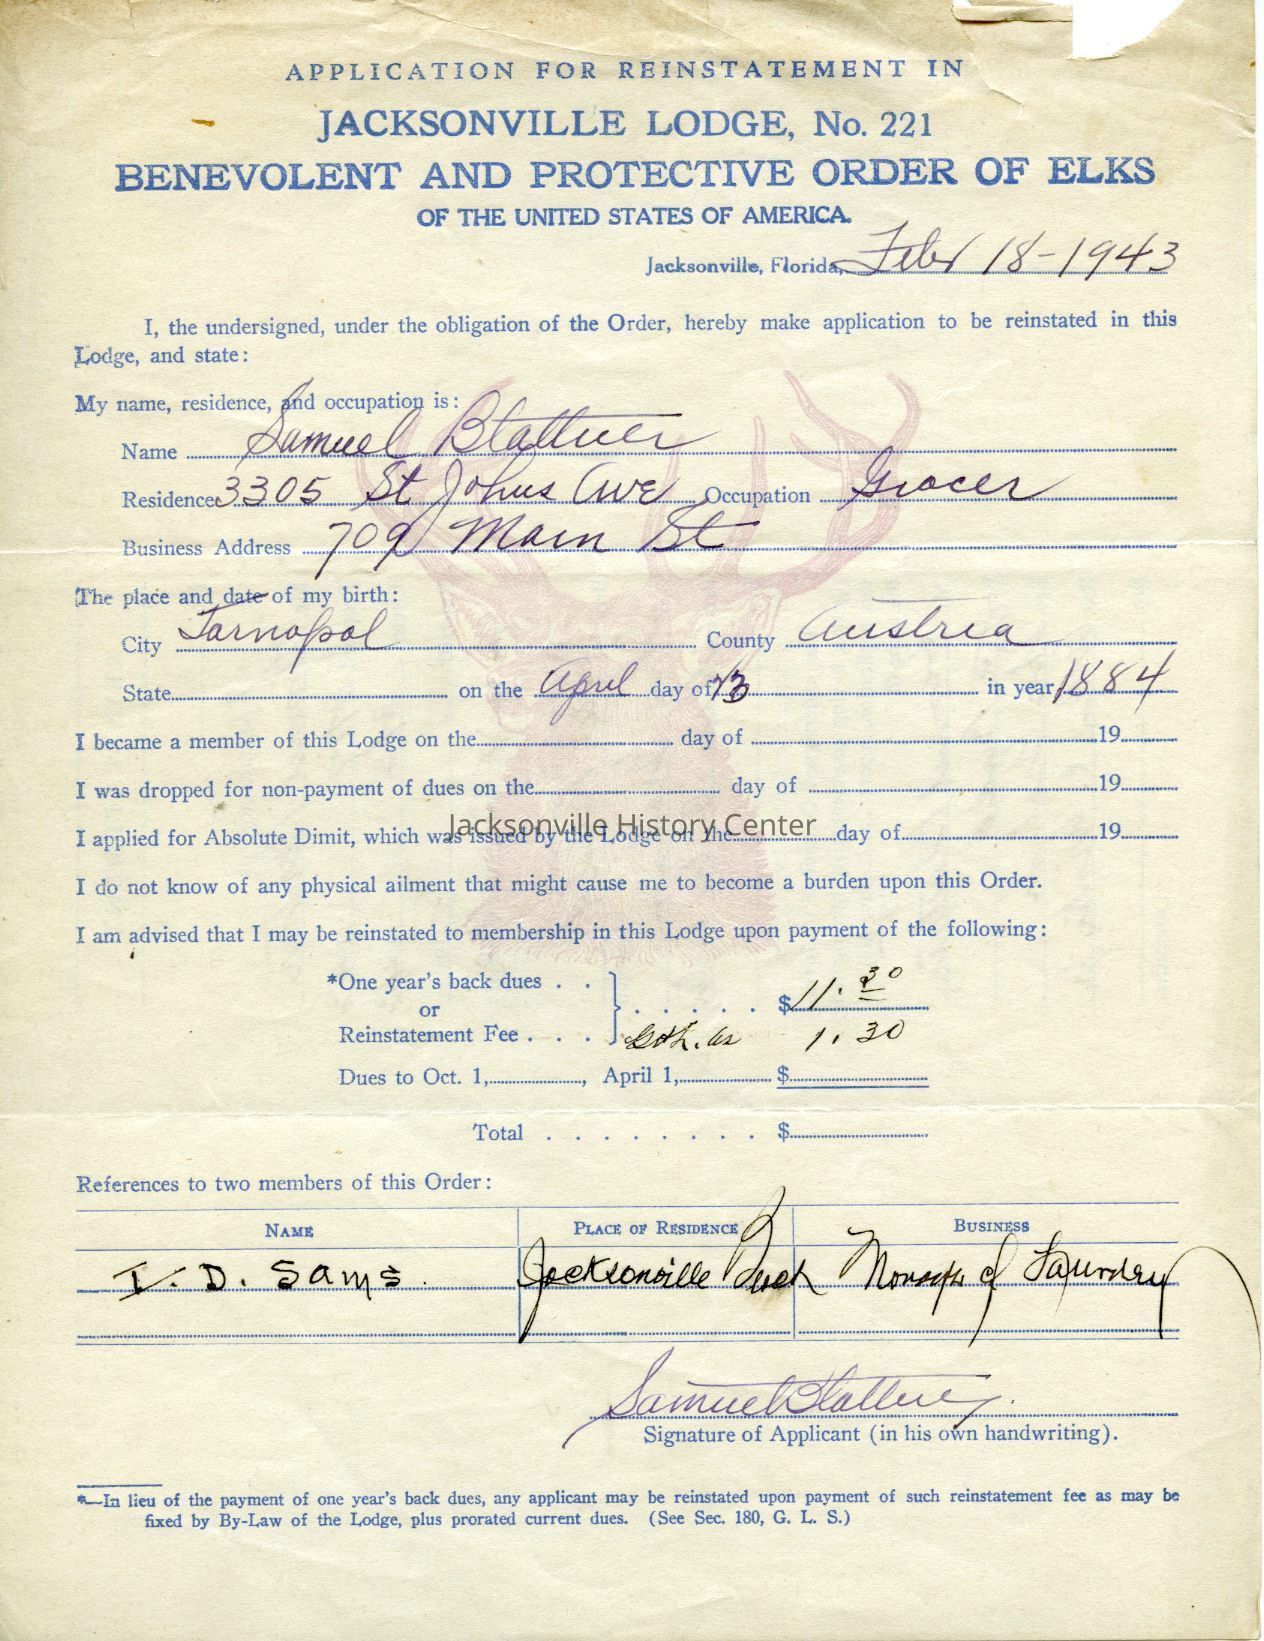 APPLICATION FOR REINSTATEMENT IN
JACKSONVILLE LODGE, No. 221
BENEVOLENT AND PROTECTIVE ORDER OF ELKS
OF THE UNITED STATES OF AMERICA.
Jacksonville, Florida, Feb 18-1943
I, the undersigned, under the obligation of the Order, hereby make application to be reinstated in this
Lodge, and state:
My name, residence, and occupation is:
Name Samuel Blattner
Residence 3305 St Johns Ave Occupation Grocer
Business Address 709 Main St
The place and date of my birth:
City Tarnopol County Austria
State on the April day of 13 in year 1884
I became a member of this Lodge on the day of 19
I was dropped for non-payment of dues on the day of 19
I applied for Absolute Dimit, which was issued by the Lodge on the day of 19
Jacksonville History Center
I do not know of any physical ailment that might cause me to become a burden upon this Order.
I am advised that I may be reinstated to membership in this Lodge upon payment of the following:
*One year's back dues . . $11.30
or
Reinstatement Fee . . . 1.30
Dues to Oct. 1, , April 1, $
Total . . . . . . . . $
References to two members of this Order:
NAME PLACE OF RESIDENCE BUSINESS
I. D. Sams. Jacksonville Laundry
Samuel Blattner.
Signature of Applicant (in his own handwriting).
*—In lieu of the payment of one year's back dues, any applicant may be reinstated upon payment of such reinstatement fee as may be
fixed by By-Law of the Lodge, plus prorated current dues. (See Sec. 180, G. L. S.)